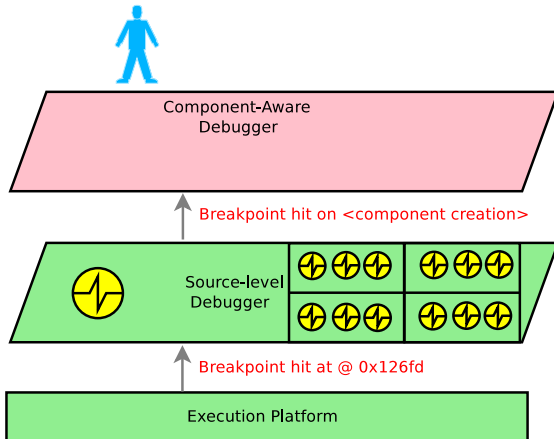 Component-Aware
Debugger
Breakpoint hit on <component creation>
Source-level
Debugger
Breakpoint hit at @ 0x126fd
Execution Platform